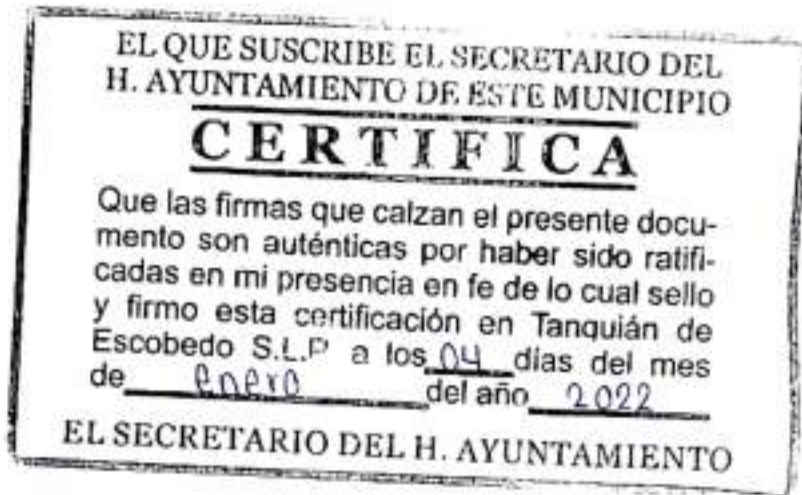 EL QUE SUSCRIBE EL SECRETARIO DEL
H. AYUNTAMIENTO DE ESTE MUNICIPIO
CERTIFICA
Que las firmas que calzan el presente docu-
mento son auténticas por haber sido ratifi-
cadas en mi presencia en fe de lo cual sello
y firmo esta certificación en Tanquián de
Escobedo S.L.P a los 04 días del mes
de enero del año 2022
EL SECRETARIO DEL H. AYUNTAMIENTO